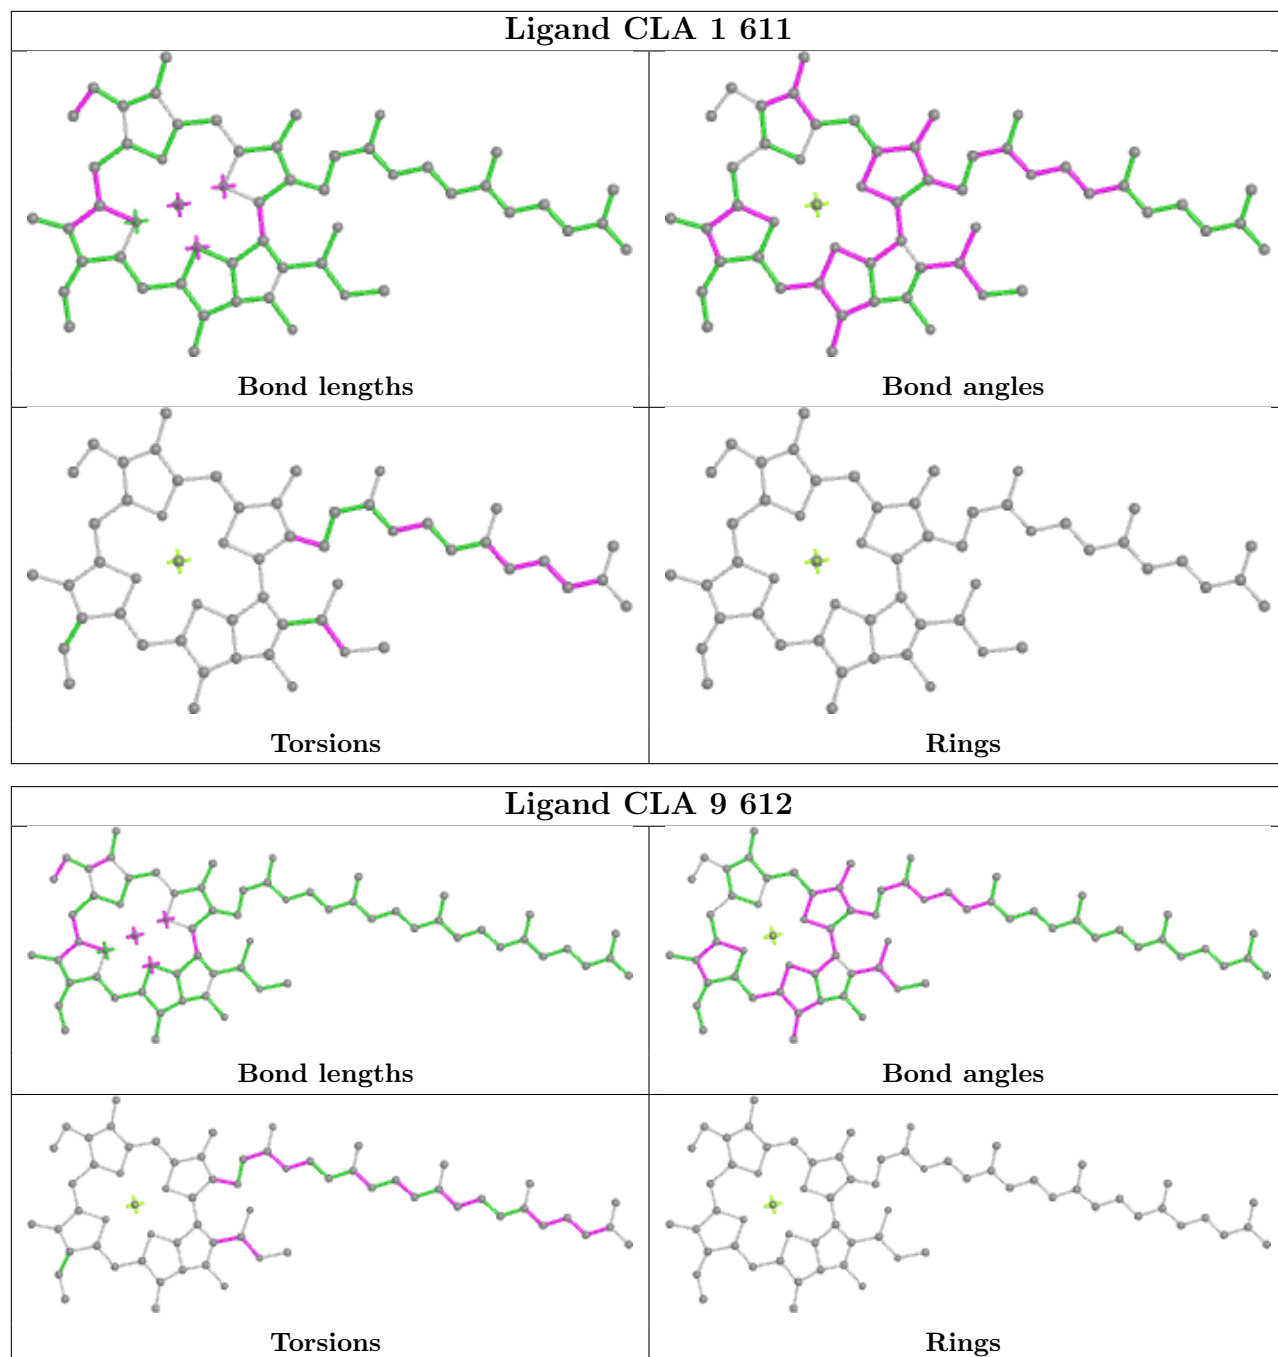 Ligand CLA 1 611
Bond lengths
Bond angles
Torsions
Rings
Ligand CLA 9 612
Bond lengths
Bond angles
Torsions
Rings